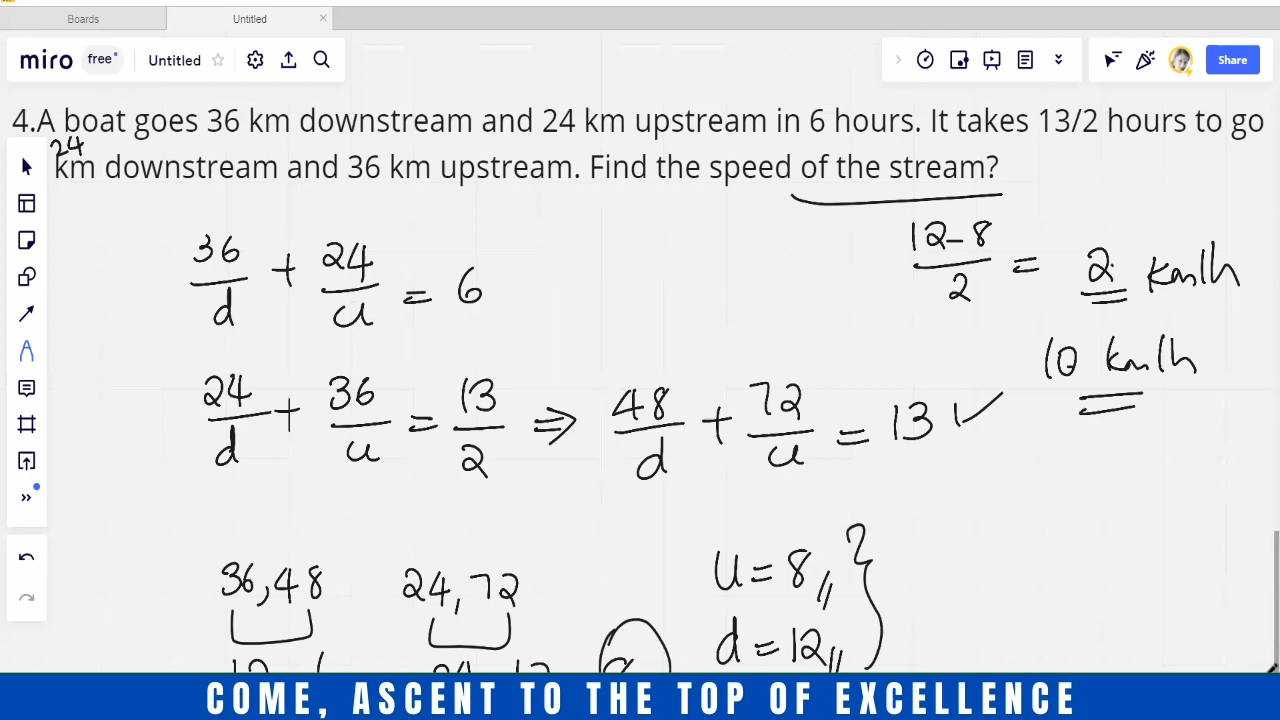 Boards Untitled ×
miro free Untitled Share
4.A boat goes 36 km downstream and 24 km upstream in 6 hours. It takes 13/2 hours to go
24
km downstream and 36 km upstream. Find the speed of the stream?
36/d + 24/u = 6
12-8/2 = 2 km/h
10 km/h
24/d + 36/u = 13/2 ⇒ 48/d + 72/u = 13 ✓
36,48 24,72 u = 8,, }
d = 12,,
COME, ASCENT TO THE TOP OF EXCELLENCE